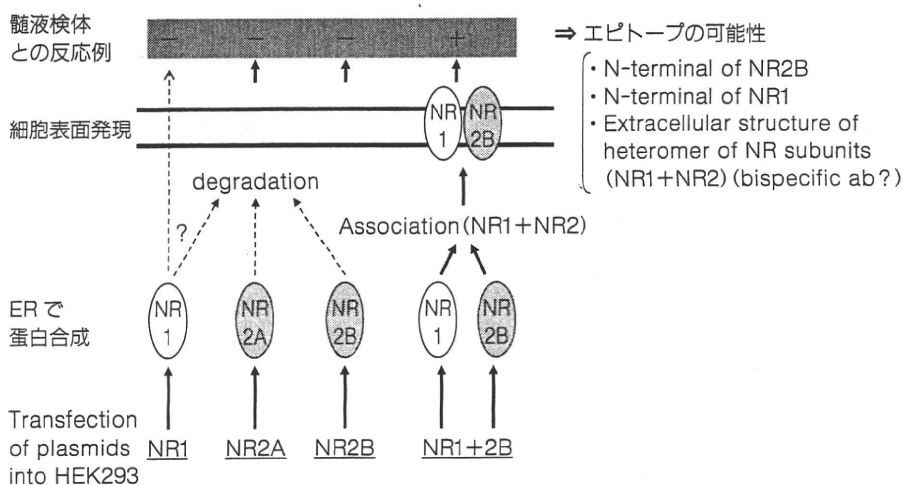 髄液検体
との反応例
− − − +
⇒ エピトープの可能性
・N-terminal of NR2B
・N-terminal of NR1
・Extracellular structure of
heteromer of NR subunits
(NR1+NR2) (bispecific ab?)
細胞表面発現
NR
1
NR
2B
degradation
?
Association(NR1+NR2)
ERで
蛋白合成
NR
1
NR
2A
NR
2B
NR
1
NR
2B
Transfection
of plasmids
into HEK293
NR1
NR2A
NR2B
NR1+2B